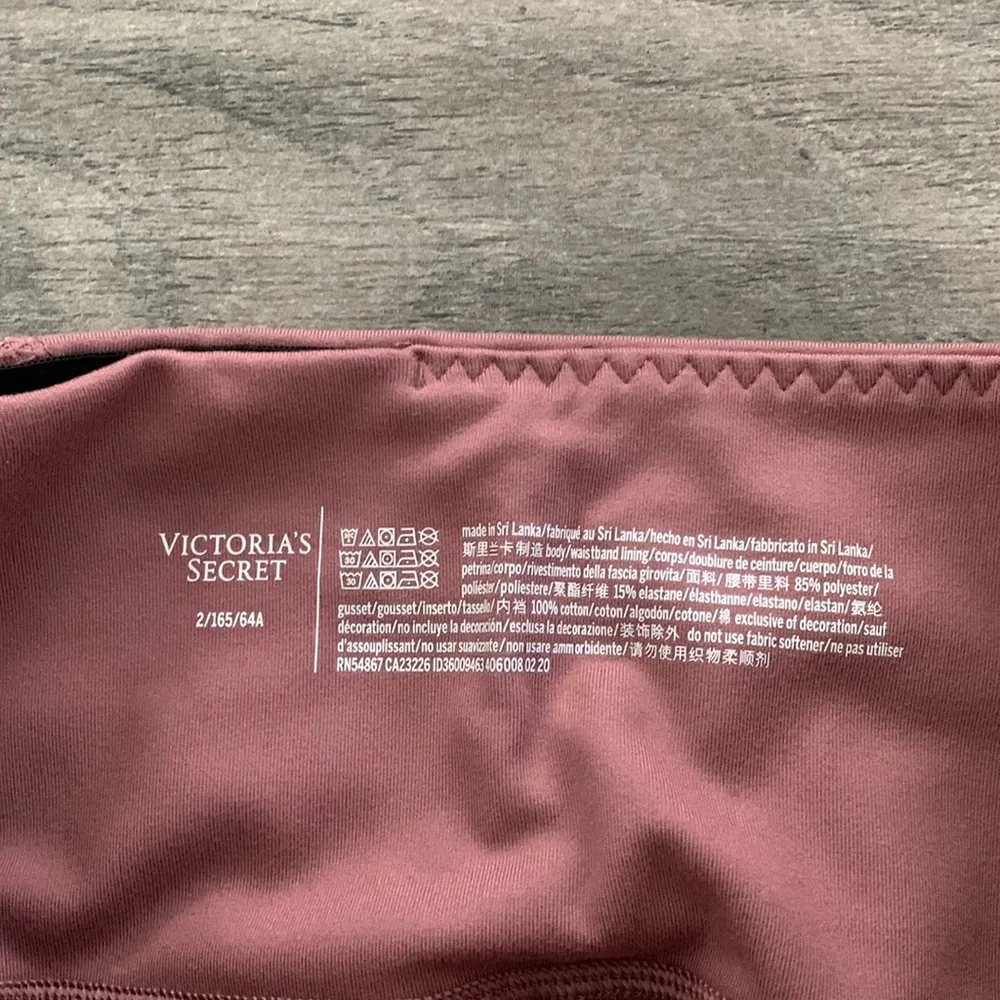 VICTORIA'S
SECRET
2/165/64A
made in Sri Lanka/fabriqué au Sri Lanka/hecho en Sri Lanka/fabbricato in Sri Lanka/
斯里兰卡制造 body/waistband lining/corps/doublure de ceinture/cuerpo/forro de la
petrina/corpo/rivestimento della fascia girovita/面料/ 腰带里料 85% polyester/
poliéster/poliestere/聚酯纤维 15% elastane/élasthanne/elastano/elastan/氨纶
gusset/gousset/inserto/tassello/内裆 100% cotton/coton/algodón/cotone/棉 exclusive of decoration/sauf
décoration/no incluye la decoración/esclusa la decorazione/装饰除外 do not use fabric softener/ne pas utiliser
d'assouplissant/no usar suavizante/non usare ammorbidente/请勿使用织物柔顺剂
RN54867 CA23226 ID36009463 406008 02 20